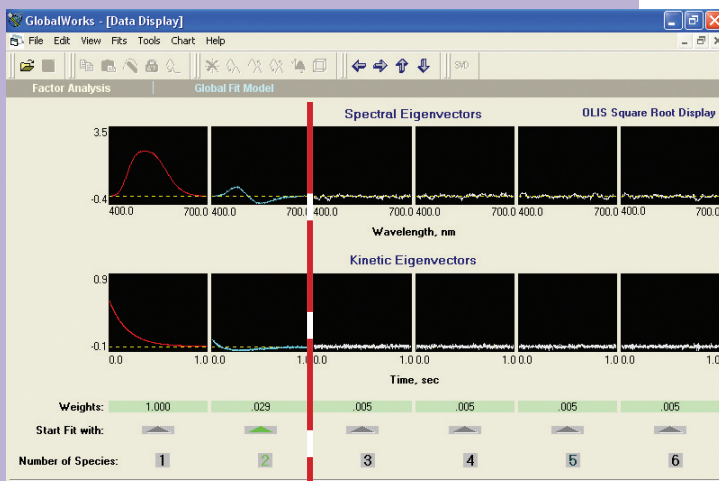 GlobalWorks - [Data Display]
File Edit View Fits Tools Chart Help
SVD
Factor Analysis Global Fit Model
Spectral Eigenvectors OLIS Square Root Display
3.5
-0.4
400.0 700.0 400.0 700.0 400.0 700.0 400.0 700.0 400.0 700.0 400.0 700.0
Wavelength, nm
Kinetic Eigenvectors
0.9
-0.1
0.0 1.0 0.0 1.0 0.0 1.0 0.0 1.0 0.0 1.0 0.0 1.0
Time, sec
Weights: 1.000 .029 .005 .005 .005 .005
Start Fit with:
Number of Species: 1 2 3 4 5 6